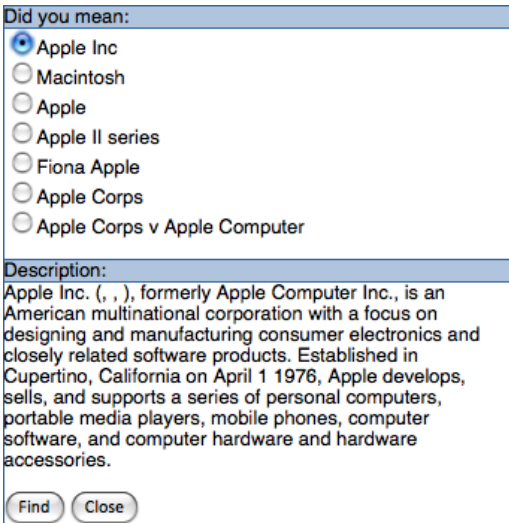 Did you mean:
Apple Inc
Macintosh
Apple
Apple II series
Fiona Apple
Apple Corps
Apple Corps v Apple Computer
Description:
Apple Inc. (, , ), formerly Apple Computer Inc., is an
American multinational corporation with a focus on
designing and manufacturing consumer electronics and
closely related software products. Established in
Cupertino, California on April 1 1976, Apple develops,
sells, and supports a series of personal computers,
portable media players, mobile phones, computer
software, and computer hardware and hardware
accessories.
Find Close